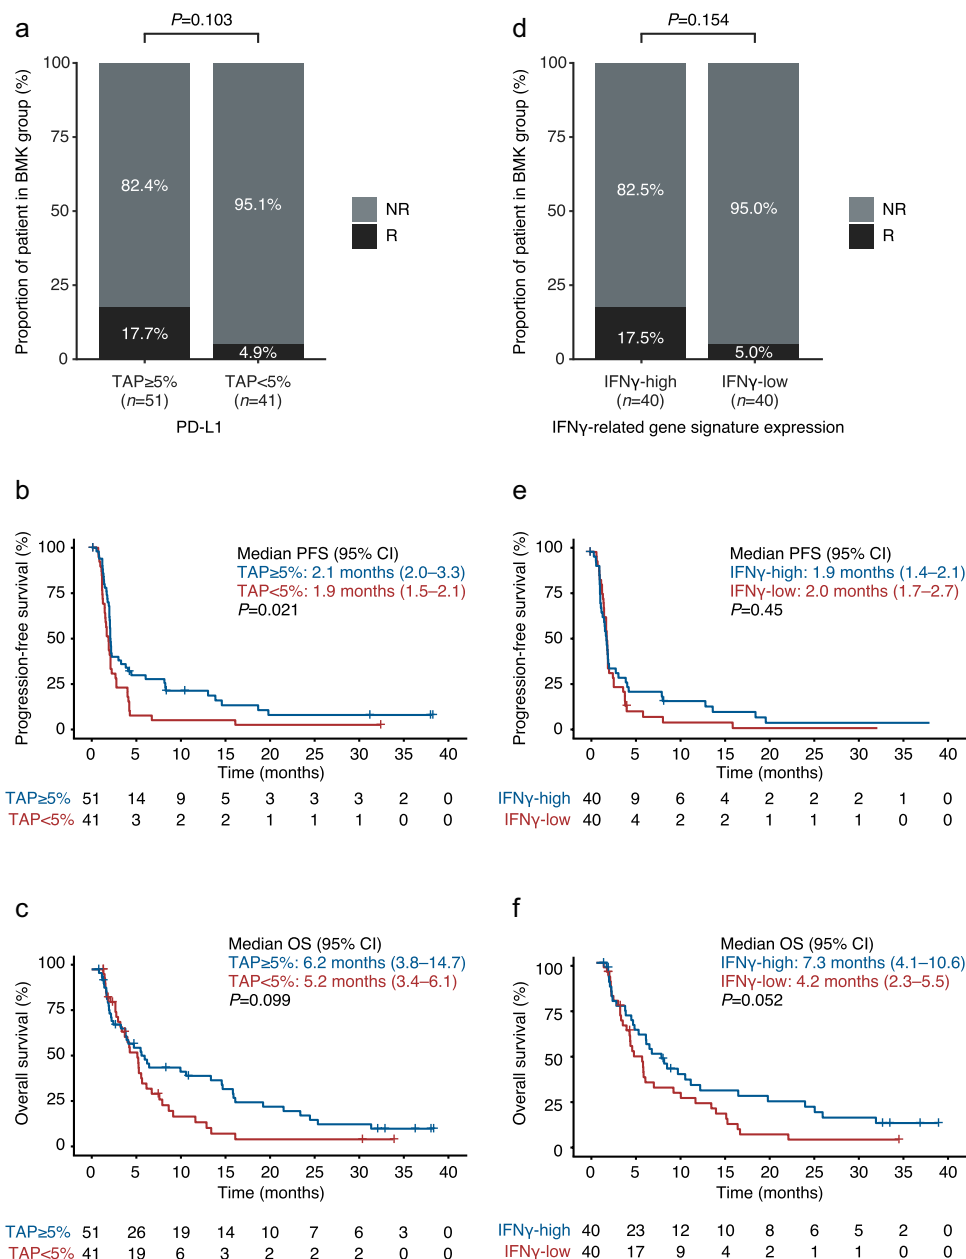 a
P=0.103
Proportion of patient in BMK group (%)
100
75
50
25
0
82.4%
95.1%
17.7%
4.9%
NR
R
TAP≥5%
TAP<5%
(n=51)
(n=41)
PD-L1
d
P=0.154
Proportion of patient in BMK group (%)
100
75
50
25
0
82.5%
95.0%
17.5%
5.0%
NR
R
IFNγ-high
IFNγ-low
(n=40)
(n=40)
IFNγ-related gene signature expression
b
Progression-free survival (%)
100
75
50
25
0
Median PFS (95% CI)
TAP≥5%: 2.1 months (2.0–3.3)
TAP<5%: 1.9 months (1.5–2.1)
P=0.021
0 5 10 15 20 25 30 35 40
Time (months)
TAP≥5% 51 14 9 5 3 3 3 2 0
TAP<5% 41 3 2 2 1 1 1 0 0
e
Progression-free survival (%)
100
75
50
25
0
Median PFS (95% CI)
IFNγ-high: 1.9 months (1.4–2.1)
IFNγ-low: 2.0 months (1.7–2.7)
P=0.45
0 5 10 15 20 25 30 35 40
Time (months)
IFNγ-high 40 9 6 4 2 2 2 1 0
IFNγ-low 40 4 2 2 1 1 1 0 0
c
Overall survival (%)
100
75
50
25
0
Median OS (95% CI)
TAP≥5%: 6.2 months (3.8–14.7)
TAP<5%: 5.2 months (3.4–6.1)
P=0.099
0 5 10 15 20 25 30 35 40
Time (months)
TAP≥5% 51 26 19 14 10 7 6 3 0
TAP<5% 41 19 6 3 2 2 2 0 0
f
Overall survival (%)
100
75
50
25
0
Median OS (95% CI)
IFNγ-high: 7.3 months (4.1–10.6)
IFNγ-low: 4.2 months (2.3–5.5)
P=0.052
0 5 10 15 20 25 30 35 40
Time (months)
IFNγ-high 40 23 12 10 8 6 5 2 0
IFNγ-low 40 17 9 4 2 1 1 0 0